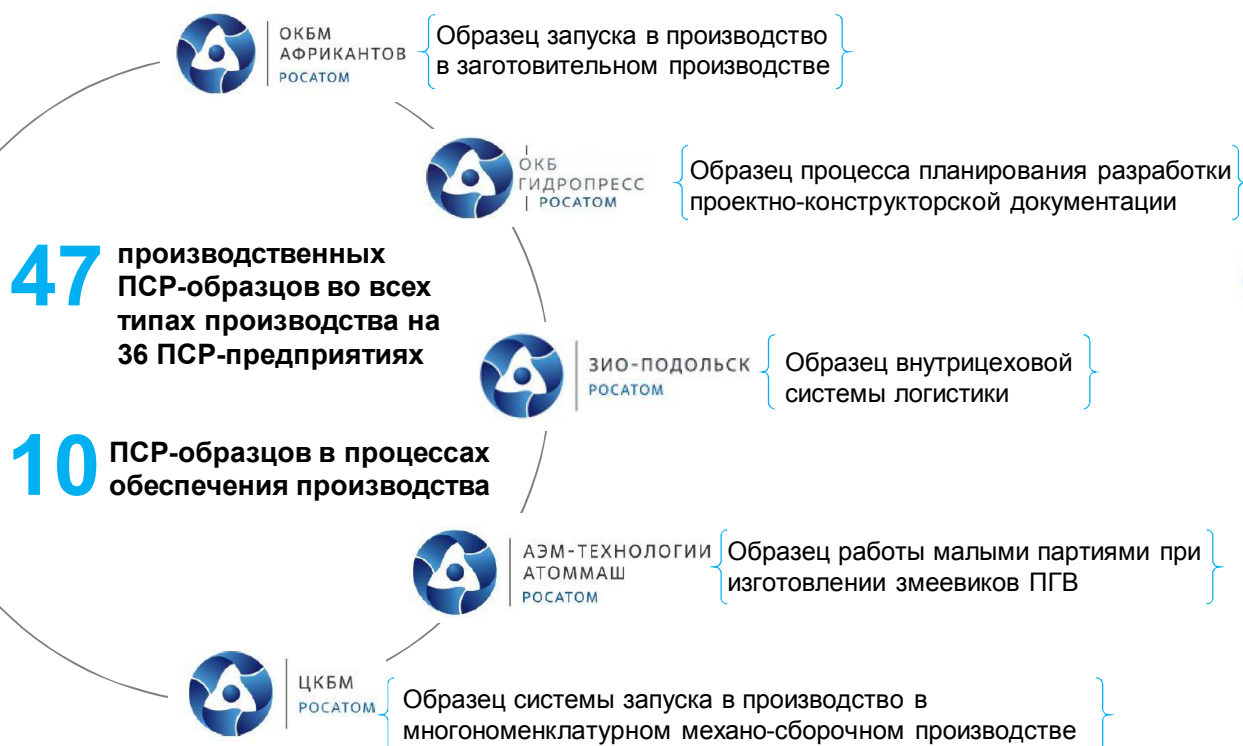 ОКБМ
АФРИКАНТОВ
РОСАТОМ
Образец запуска в производство
в заготовительном производстве
ОКБ
ГИДРОПРЕСС
РОСАТОМ
Образец процесса планирования разработки
проектно-конструкторской документации
47
производственных
ПСР-образцов во всех
типах производства на
36 ПСР-предприятиях
ЗИО-ПОДОЛЬСК
РОСАТОМ
Образец внутрицеховой
системы логистики
10
ПСР-образцов в процессах
обеспечения производства
АЭМ-ТЕХНОЛОГИИ
АТОММАШ
РОСАТОМ
Образец работы малыми партиями при
изготовлении змеевиков ПГВ
ЦКБМ
РОСАТОМ
Образец системы запуска в производство в
многономенклатурном механо-сборочном производстве